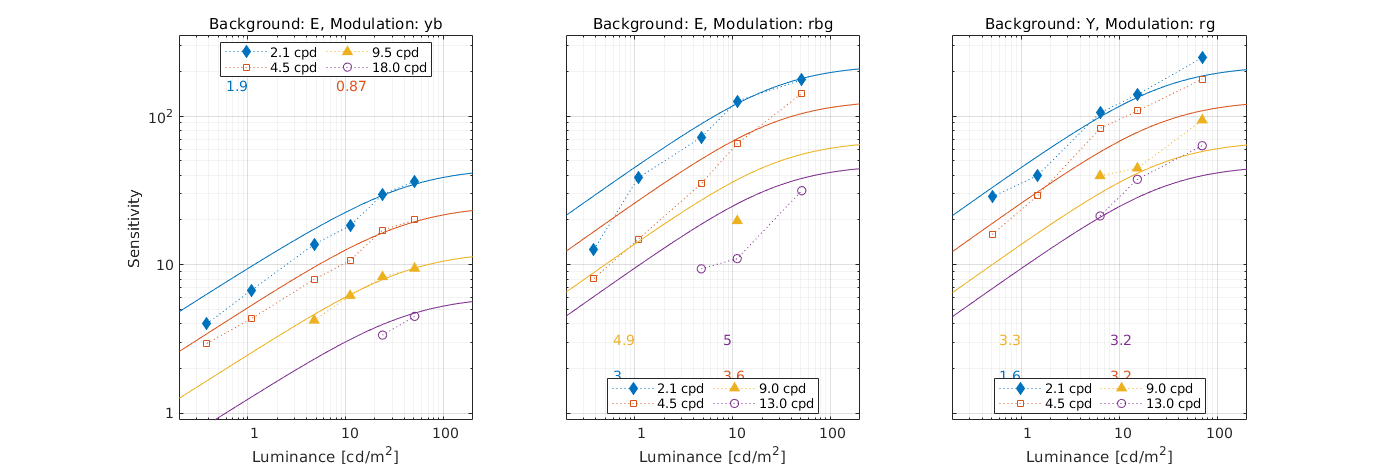 Background: E, Modulation: yb
2.1 cpd 9.5 cpd
4.5 cpd 18.0 cpd
1.9 0.87
10²
10
1
Sensitivity
1 10 100
Luminance [cd/m²]
Background: E, Modulation: rbg
4.9 5
3 3.6
2.1 cpd 9.0 cpd
4.5 cpd 13.0 cpd
1 10 100
Luminance [cd/m²]
Background: Y, Modulation: rg
3.3 3.2
1.6 3.2
2.1 cpd 9.0 cpd
4.5 cpd 13.0 cpd
1 10 100
Luminance [cd/m²]